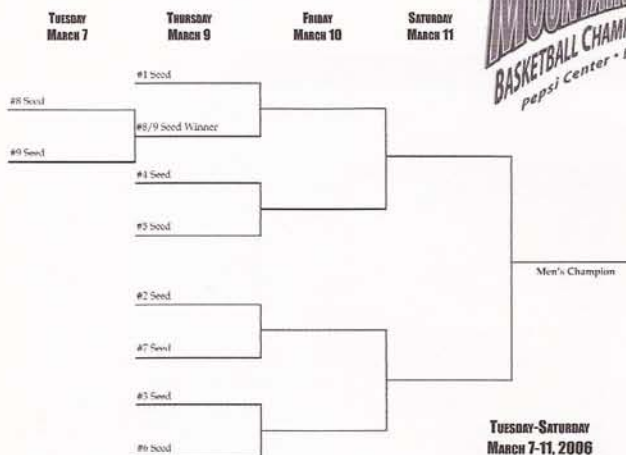 TUESDAY
MARCH 7
THURSDAY
MARCH 9
FRIDAY
MARCH 10
SATURDAY
MARCH 11
BASKETBALL CHAMP
Pepsi Center •
#1 Seed
#8 Seed
#8/9 Seed Winner
#9 Seed
#4 Seed
#5 Seed
Men's Champion
#2 Seed
#7 Seed
#3 Seed
#6 Seed
TUESDAY-SATURDAY
MARCH 7-11, 2006